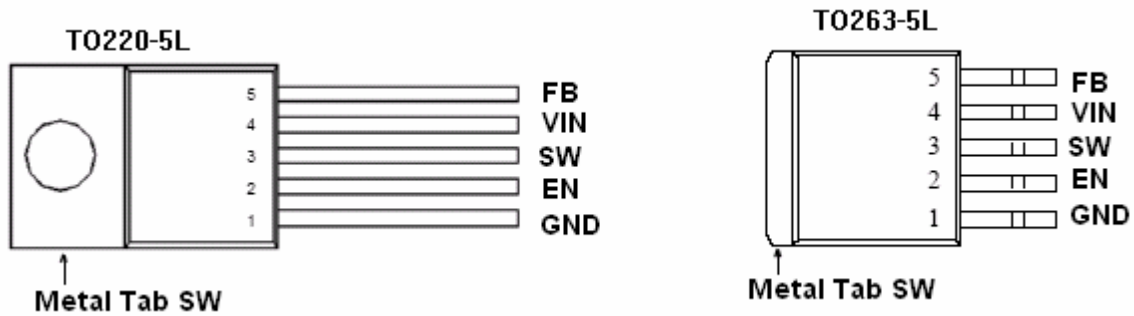 TO220-5L
5 FB
4 VIN
3 SW
2 EN
1 GND
Metal Tab SW
TO263-5L
5 FB
4 VIN
3 SW
2 EN
1 GND
Metal Tab SW